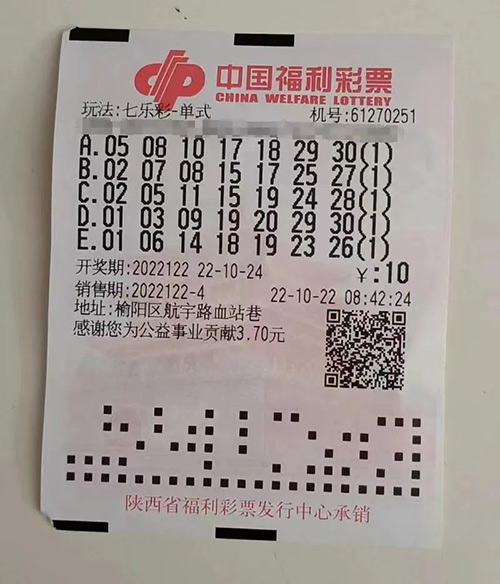 中国福利彩票
CHINA WELFARE LOTTERY
玩法:七乐彩-单式 机号:61270251
A.05 08 10 17 18 29 30(1)
B.02 07 08 15 17 25 27(1)
C.02 05 11 15 19 24 28(1)
D.01 03 09 19 20 29 30(1)
E.01 06 14 18 19 23 26(1)
开奖期:2022122 22-10-24 ¥:10
销售期:2022122-4 22-10-22 08:42:24
地址:榆阳区航宇路血站巷
感谢您为公益事业贡献3.70元
陕西省福利彩票发行中心承销